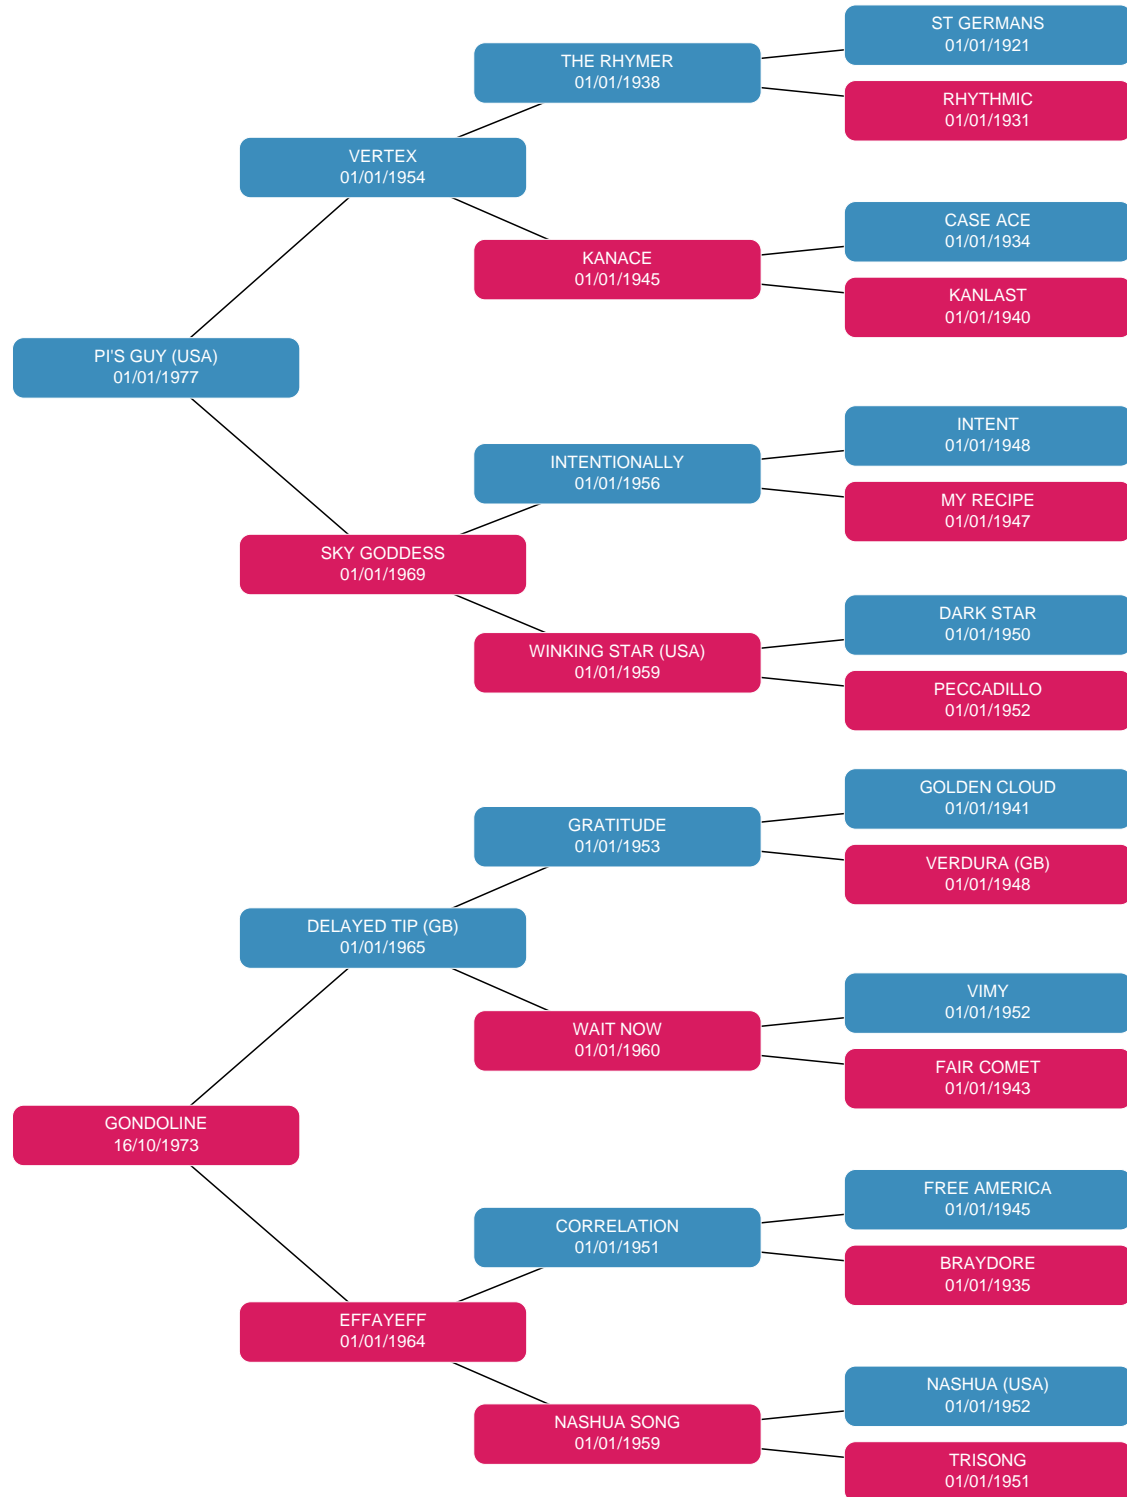 ST GERMANS
01/01/1921
THE RHYMER
01/01/1938
RHYTHMIC
01/01/1931
VERTEX
01/01/1954
CASE ACE
01/01/1934
KANACE
01/01/1945
KANLAST
01/01/1940
PI'S GUY (USA)
01/01/1977
INTENT
01/01/1948
INTENTIONALLY
01/01/1956
MY RECIPE
01/01/1947
SKY GODDESS
01/01/1969
DARK STAR
01/01/1950
WINKING STAR (USA)
01/01/1959
PECCADILLO
01/01/1952
GOLDEN CLOUD
01/01/1941
GRATITUDE
01/01/1953
VERDURA (GB)
01/01/1948
DELAYED TIP (GB)
01/01/1965
VIMY
01/01/1952
WAIT NOW
01/01/1960
FAIR COMET
01/01/1943
GONDOLINE
16/10/1973
FREE AMERICA
01/01/1945
CORRELATION
01/01/1951
BRAYDORE
01/01/1935
EFFAYEFF
01/01/1964
NASHUA (USA)
01/01/1952
NASHUA SONG
01/01/1959
TRISONG
01/01/1951